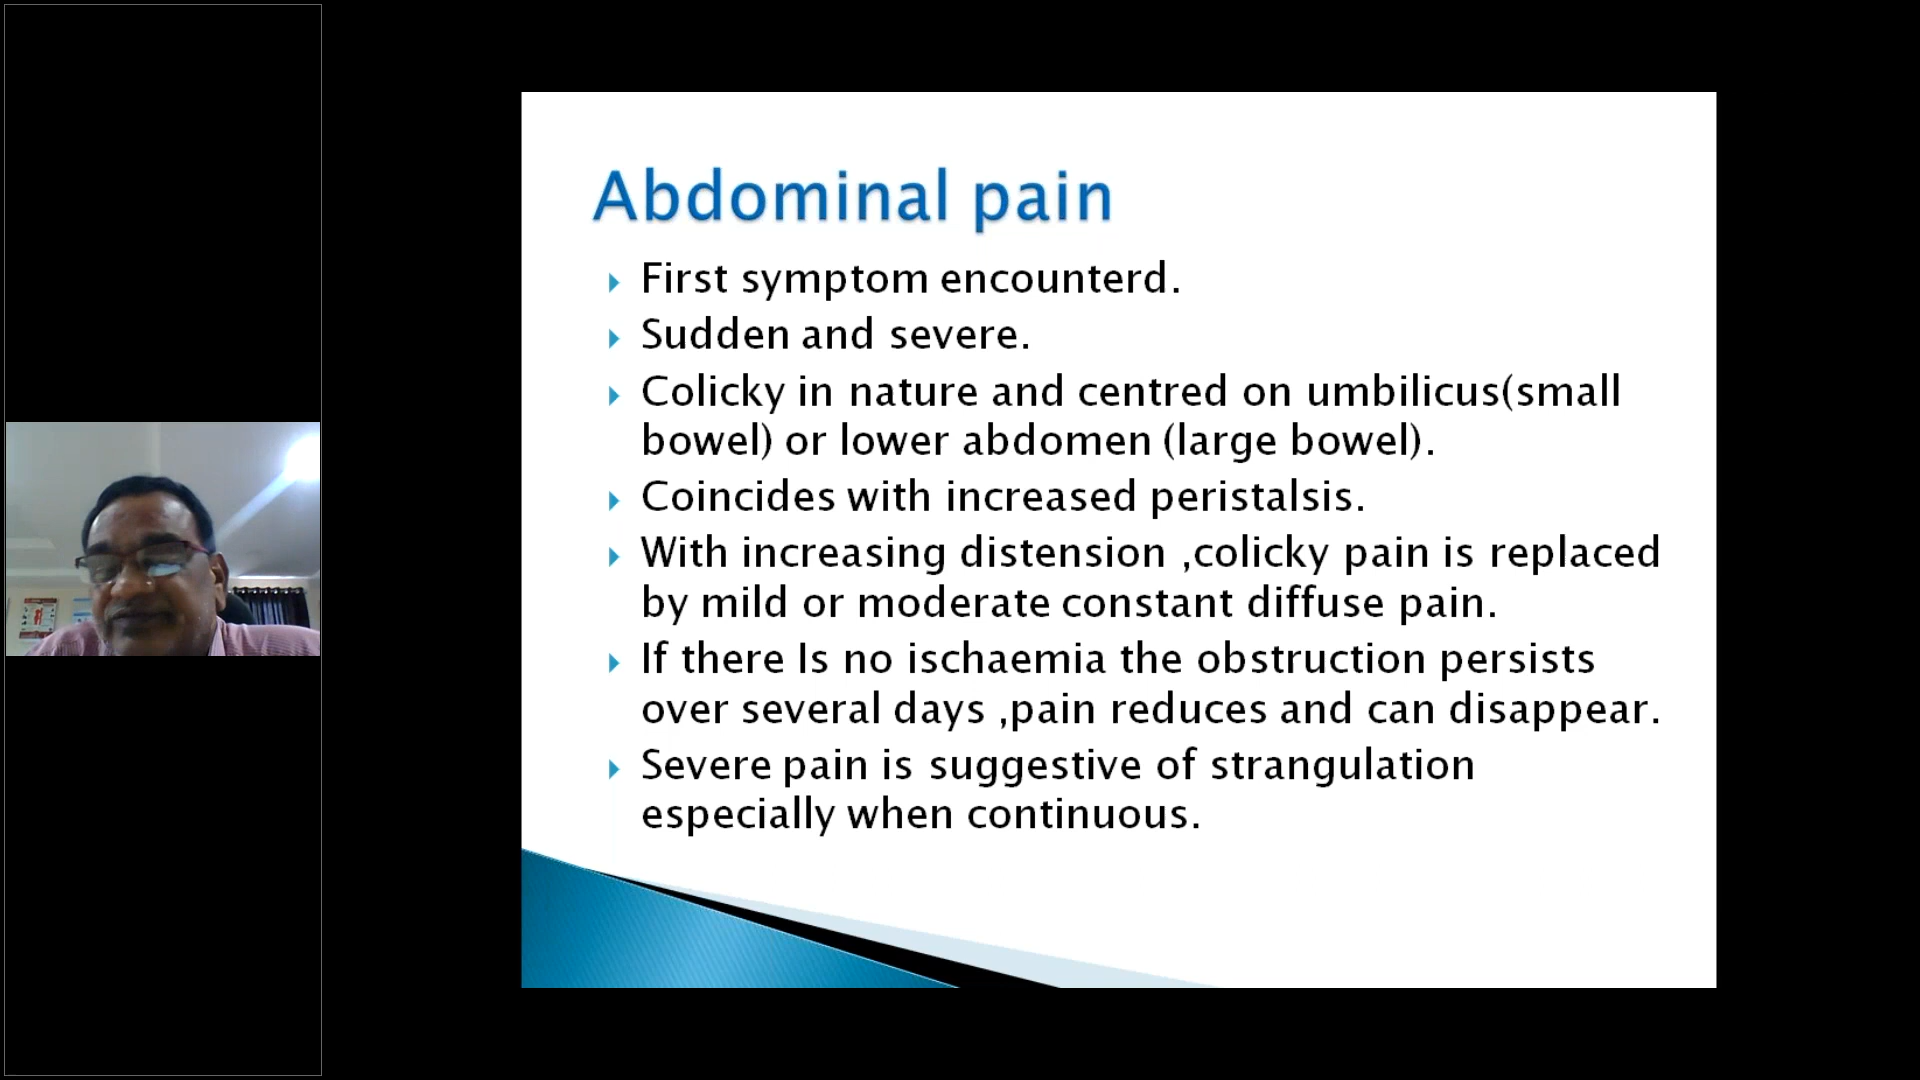 Abdominal pain
First symptom encounterd.
Sudden and severe.
Colicky in nature and centred on umbilicus(small
bowel) or lower abdomen (large bowel).
Coincides with increased peristalsis.
With increasing distension ,colicky pain is replaced
by mild or moderate constant diffuse pain.
If there Is no ischaemia the obstruction persists
over several days ,pain reduces and can disappear.
Severe pain is suggestive of strangulation
especially when continuous.